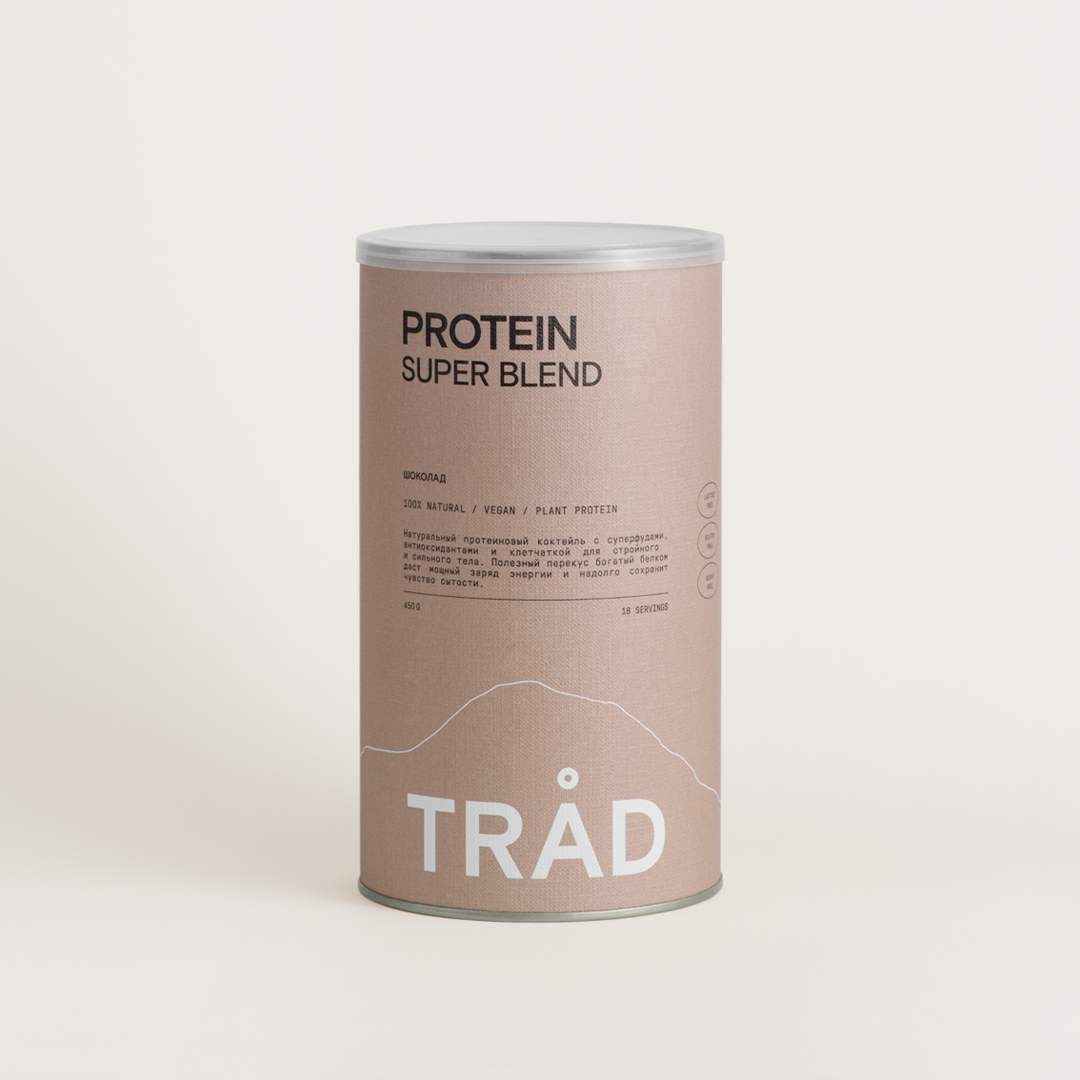 PROTEIN
SUPER BLEND
ШОКОЛАД
100% NATURAL / VEGAN / PLANT PROTEIN
Натуральный протеиновый коктейль с суперфудами,
антиоксидантами и клетчаткой для стройного
и сильного тела. Полезный перекус богатый белком
даст мощный заряд энергии и надолго сохранит
чувство сытости.
450 G 18 SERVINGS
TRÅD